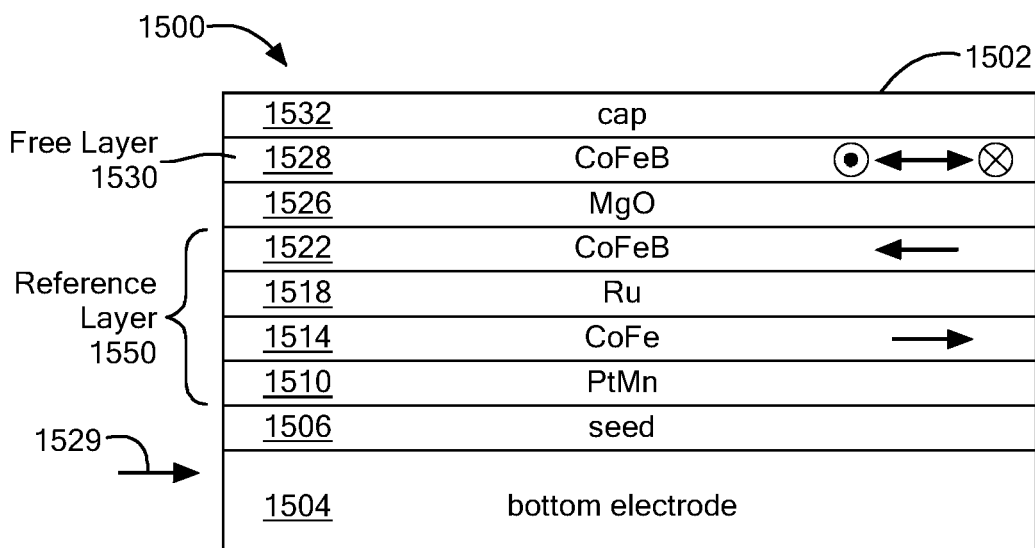 1500
1502
1532 cap
Free Layer
1530
1528 CoFeB
1526 MgO
1522 CoFeB
Reference
Layer
1550
1518 Ru
1514 CoFe
1510 PtMn
1506 seed
1529
1504 bottom electrode